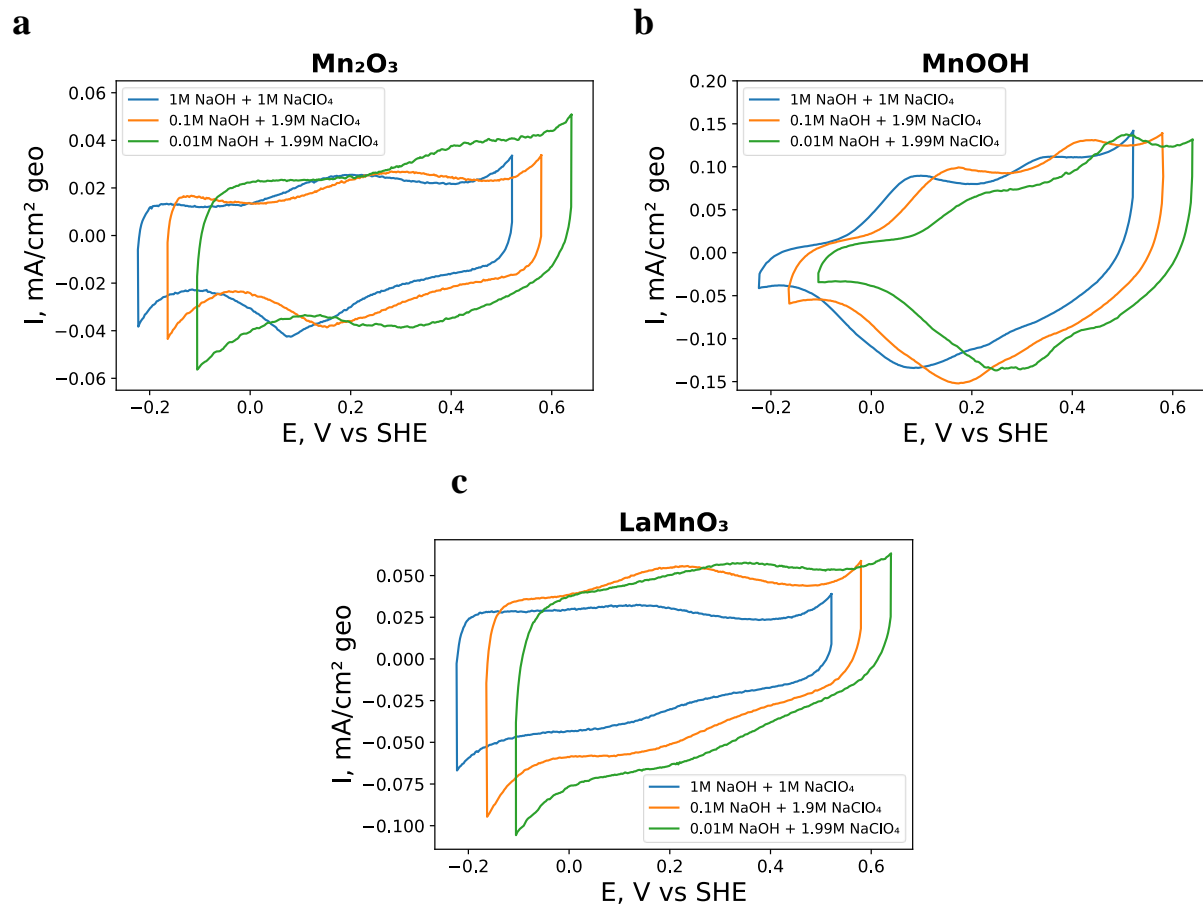 a
Mn₂O₃
1M NaOH + 1M NaClO₄
0.1M NaOH + 1.9M NaClO₄
0.01M NaOH + 1.99M NaClO₄
0.06
0.04
0.02
0.00
−0.02
−0.04
−0.06
I, mA/cm² geo
−0.2
0.0
0.2
0.4
0.6
E, V vs SHE
b
MnOOH
1M NaOH + 1M NaClO₄
0.1M NaOH + 1.9M NaClO₄
0.01M NaOH + 1.99M NaClO₄
0.20
0.15
0.10
0.05
0.00
−0.05
−0.10
−0.15
I, mA/cm² geo
−0.2
0.0
0.2
0.4
0.6
E, V vs SHE
c
LaMnO₃
0.050
0.025
0.000
−0.025
−0.050
−0.075
−0.100
I, mA/cm² geo
1M NaOH + 1M NaClO₄
0.1M NaOH + 1.9M NaClO₄
0.01M NaOH + 1.99M NaClO₄
−0.2
0.0
0.2
0.4
0.6
E, V vs SHE